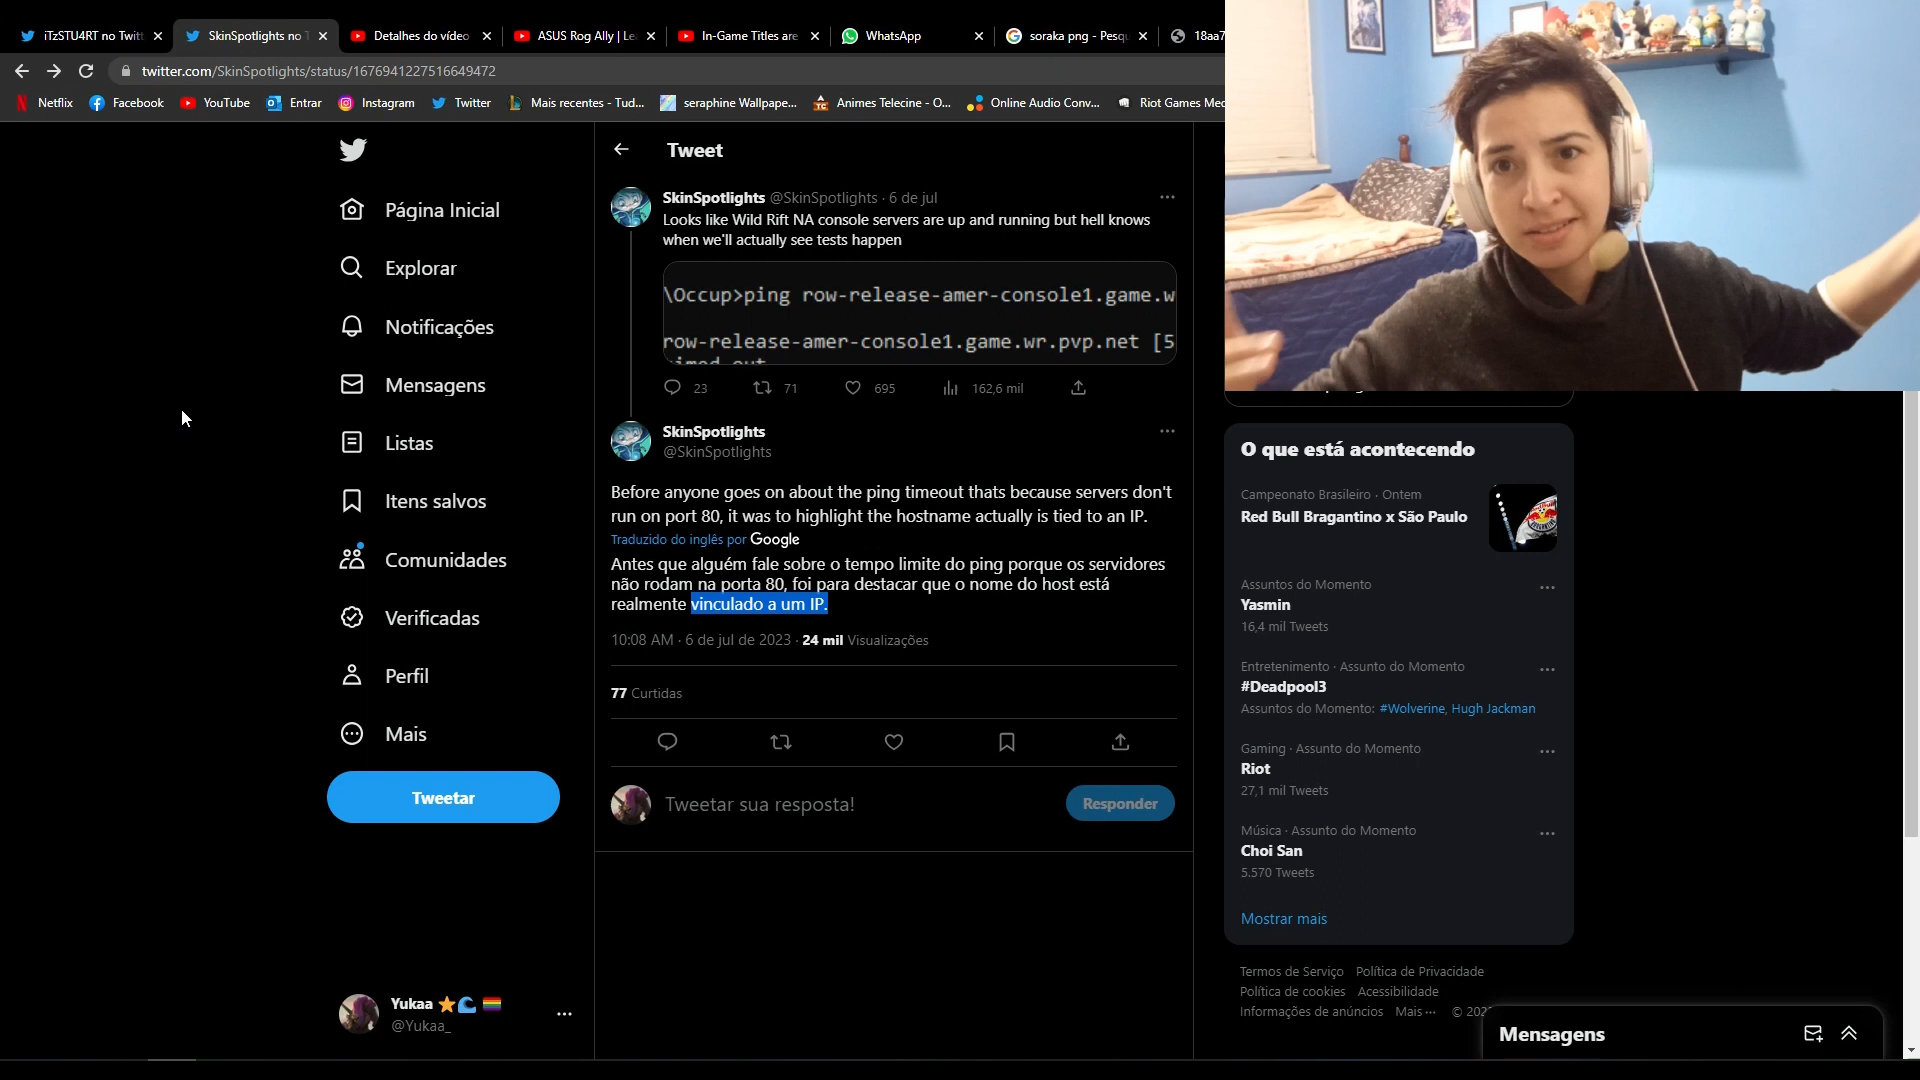 iTzSTU4RT no Twitt
SkinSpotlights no T
Detalhes do vídeo
ASUS Rog Ally | Le
In-Game Titles are
WhatsApp
soraka png - Pesqu
18aa7
twitter.com/SkinSpotlights/status/1676941227516649472
Netflix
Facebook
YouTube
Entrar
Instagram
Twitter
Mais recentes - Tud...
seraphine Wallpape...
Animes Telecine - O...
Online Audio Conv...
Riot Games Med
Página Inicial
Explorar
Notificações
Mensagens
Listas
Itens salvos
Comunidades
Verificadas
Perfil
Mais
Tweetar
Yukaa
@Yukaa_
Tweet
SkinSpotlights @SkinSpotlights · 6 de jul
Looks like Wild Rift NA console servers are up and running but hell knows
when we'll actually see tests happen
\Occup>ping row-release-amer-console1.game.w
row-release-amer-console1.game.wr.pvp.net [5
imed out
23 71 695 162,6 mil
SkinSpotlights
@SkinSpotlights
Before anyone goes on about the ping timeout thats because servers don't
run on port 80, it was to highlight the hostname actually is tied to an IP.
Traduzido do inglês por Google
Antes que alguém fale sobre o tempo limite do ping porque os servidores
não rodam na porta 80, foi para destacar que o nome do host está
realmente vinculado a um IP.
10:08 AM · 6 de jul de 2023 · 24 mil Visualizações
77 Curtidas
Tweetar sua resposta!
Responder
O que está acontecendo
Campeonato Brasileiro · Ontem
Red Bull Bragantino x São Paulo
Assuntos do Momento
Yasmin
16,4 mil Tweets
Entretenimento · Assunto do Momento
#Deadpool3
Assuntos do Momento: #Wolverine, Hugh Jackman
Gaming · Assunto do Momento
Riot
27,1 mil Tweets
Música · Assunto do Momento
Choi San
5.570 Tweets
Mostrar mais
Termos de Serviço Política de Privacidade
Política de cookies Acessibilidade
Informações de anúncios Mais ··· © 202
Mensagens